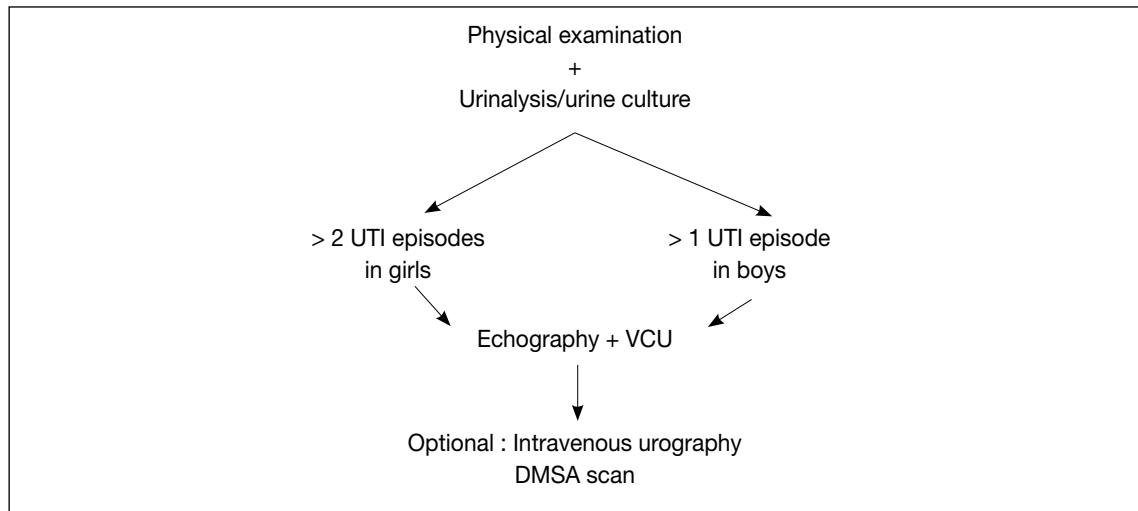 Physical examination
+
Urinalysis/urine culture
> 2 UTI episodes
in girls
> 1 UTI episode
in boys
Echography + VCU
Optional : Intravenous urography
DMSA scan